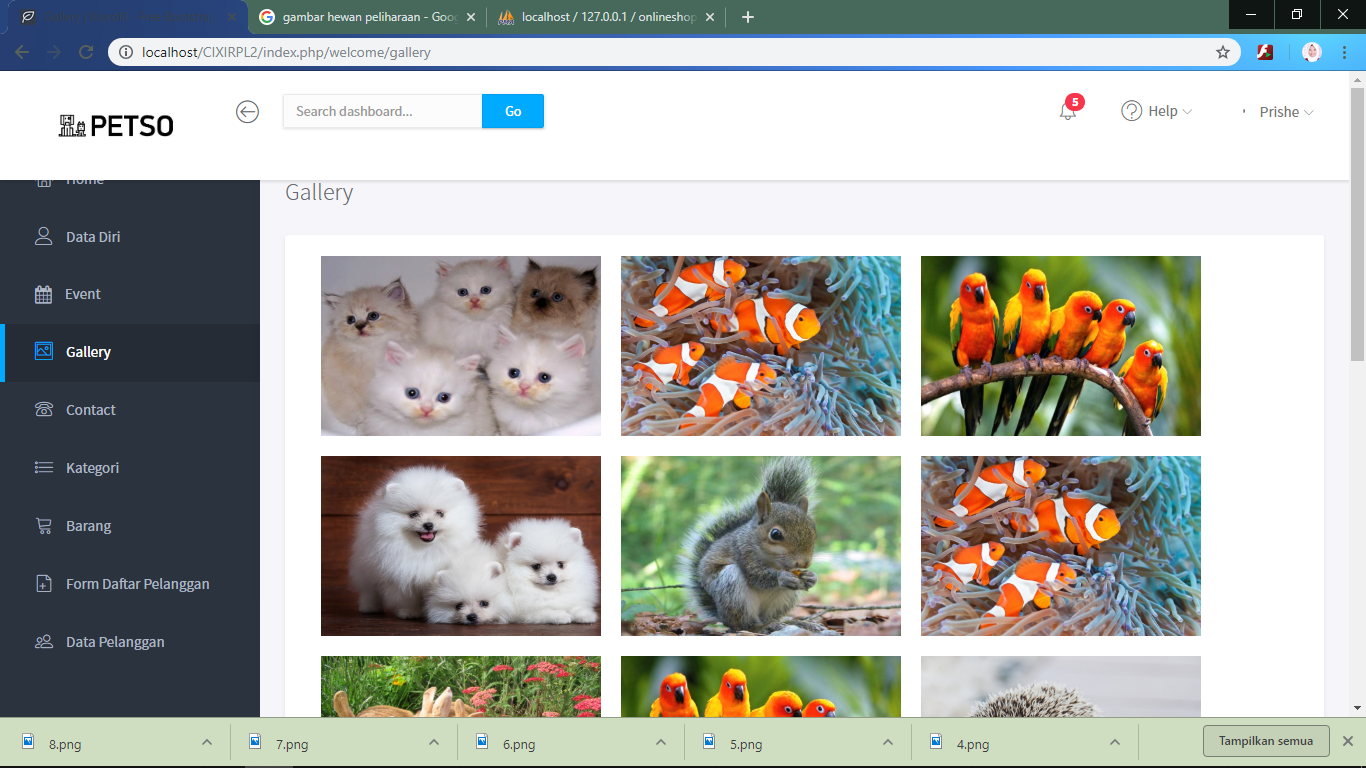 gambar hewan peliharaan - Goo
localhost / 127.0.0.1 / onlineshop
localhost/CIXIRPL2/index.php/welcome/gallery
PETSO
Search dashboard...
Go
5
Help
Prishe
Home
Data Diri
Event
Gallery
Contact
Kategori
Barang
Form Daftar Pelanggan
Data Pelanggan
Gallery
8.png
7.png
6.png
5.png
4.png
Tampilkan semua